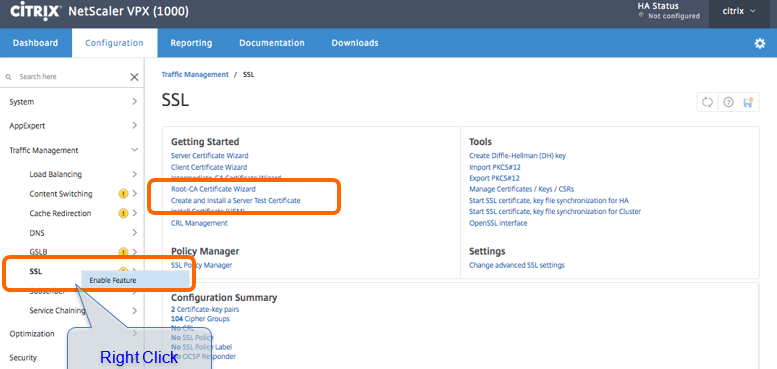 CITRIX NetScaler VPX (1000)
HA Status
Not configured
citrix
Dashboard Configuration Reporting Documentation Downloads
Search here
System
AppExpert
Traffic Management
Load Balancing
Content Switching
Cache Redirection
DNS
GSLB
SSL
Enable Feature
Subscriber
Service Chaining
Optimization
Security
Right Click
Traffic Management / SSL
SSL
Getting Started
Server Certificate Wizard
Client Certificate Wizard
Intermediate-CA Certificate Wizard
Root-CA Certificate Wizard
Create and Install a Server Test Certificate
Install Certificate (HSM)
CRL Management
Policy Manager
SSL Policy Manager
Configuration Summary
2 Certificate-key pairs
104 Cipher Groups
No CRL
No SSL Policy
No SSL Policy Label
No OCSP Responder
Tools
Create Diffie-Hellman (DH) key
Import PKCS#12
Export PKCS#12
Manage Certificates / Keys / CSRs
Start SSL certificate, key file synchronization for HA
Start SSL certificate, key file synchronization for Cluster
OpenSSL interface
Settings
Change advanced SSL settings